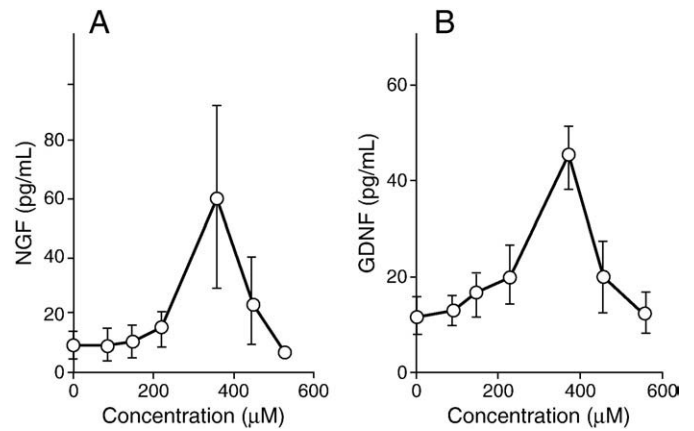 A
NGF (pg/mL)
80
60
40
20
0
0 200 400 600
Concentration (μM)
B
GDNF (pg/mL)
60
40
20
0
0 200 400 600
Concentration (μM)